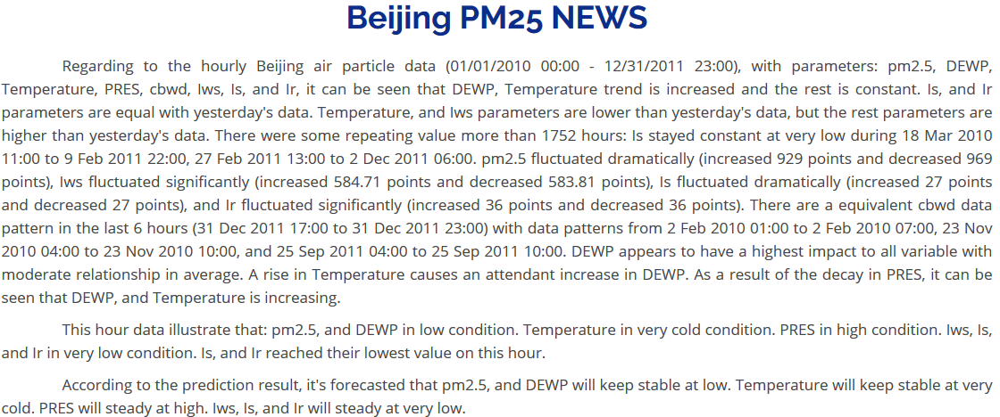 Beijing PM25 NEWS
Regarding to the hourly Beijing air particle data (01/01/2010 00:00 - 12/31/2011 23:00), with parameters: pm2.5, DEWP,
Temperature, PRES, cbwd, Iws, Is, and Ir, it can be seen that DEWP, Temperature trend is increased and the rest is constant. Is, and Ir
parameters are equal with yesterday's data. Temperature, and Iws parameters are lower than yesterday's data, but the rest parameters are
higher than yesterday's data. There were some repeating value more than 1752 hours: Is stayed constant at very low during 18 Mar 2010
11:00 to 9 Feb 2011 22:00, 27 Feb 2011 13:00 to 2 Dec 2011 06:00. pm2.5 fluctuated dramatically (increased 929 points and decreased 969
points), Iws fluctuated significantly (increased 584.71 points and decreased 583.81 points), Is fluctuated dramatically (increased 27 points
and decreased 27 points), and Ir fluctuated significantly (increased 36 points and decreased 36 points). There are a equivalent cbwd data
pattern in the last 6 hours (31 Dec 2011 17:00 to 31 Dec 2011 23:00) with data patterns from 2 Feb 2010 01:00 to 2 Feb 2010 07:00, 23 Nov
2010 04:00 to 23 Nov 2010 10:00, and 25 Sep 2011 04:00 to 25 Sep 2011 10:00. DEWP appears to have a highest impact to all variable with
moderate relationship in average. A rise in Temperature causes an attendant increase in DEWP. As a result of the decay in PRES, it can be
seen that DEWP, and Temperature is increasing.
This hour data illustrate that: pm2.5, and DEWP in low condition. Temperature in very cold condition. PRES in high condition. Iws, Is,
and Ir in very low condition. Is, and Ir reached their lowest value on this hour.
According to the prediction result, it's forecasted that pm2.5, and DEWP will keep stable at low. Temperature will keep stable at very
cold. PRES will steady at high. Iws, Is, and Ir will steady at very low.